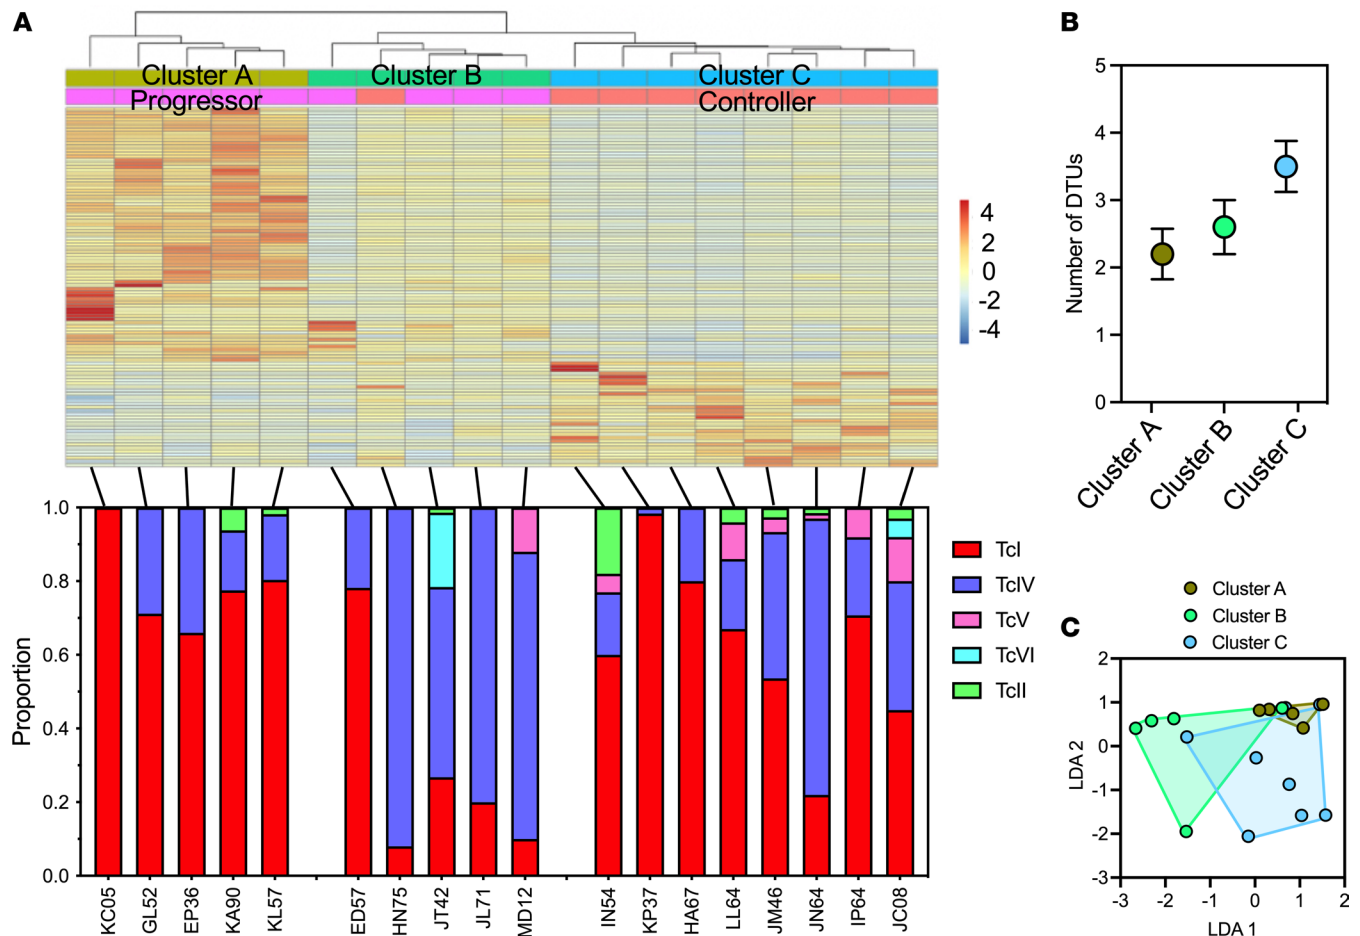 A
Cluster A
Cluster B
Cluster C
Progressor
Controller
4
2
0
-2
-4
1.0
0.8
0.6
0.4
0.2
0.0
Proportion
KC05
GL52
EP36
KA90
KL57
ED57
HN75
JT42
JL71
MD12
IN54
KP37
HA67
LL64
JM46
JN64
IP64
JC08
TcI
TcIV
TcV
TcVI
TcII
B
5
4
3
2
1
0
Number of DTUs
Cluster A
Cluster B
Cluster C
C
Cluster A
Cluster B
Cluster C
2
1
0
-1
-2
-3
LDA 2
-3
-2
-1
0
1
2
LDA 1